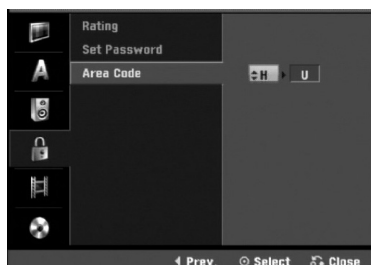 Rating
Set Password
Area Code
H U
Prev. Select Close